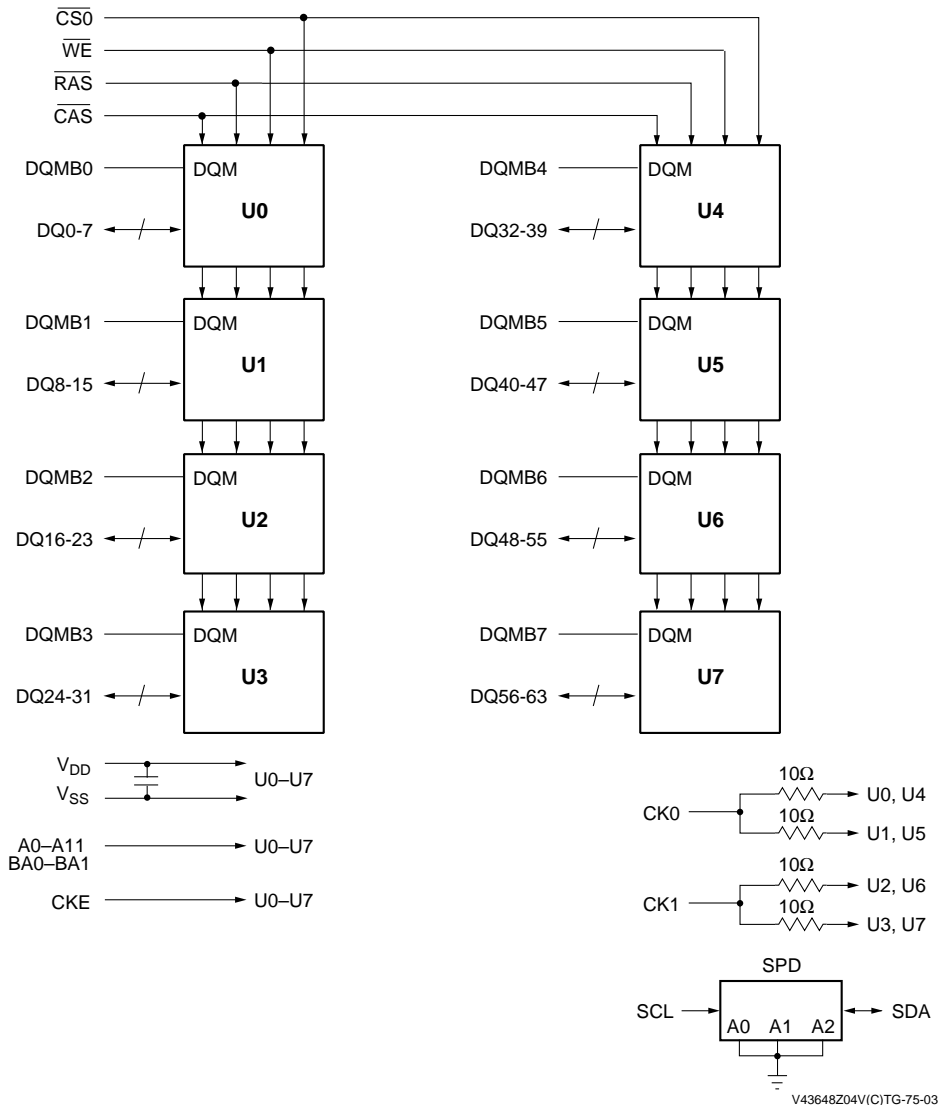 CS0
WE
RAS
CAS
DQMB0 DQM DQMB4 DQM
U0 U4
DQ0-7 DQ32-39
DQMB1 DQM DQMB5 DQM
U1 U5
DQ8-15 DQ40-47
DQMB2 DQM DQMB6 DQM
U2 U6
DQ16-23 DQ48-55
DQMB3 DQM DQMB7 DQM
U3 U7
DQ24-31 DQ56-63
VDD
U0–U7
VSS
A0–A11 U0–U7
BA0–BA1
CKE U0–U7
10Ω
U0, U4
CK0
10Ω
U1, U5
10Ω
U2, U6
CK1
10Ω
U3, U7
SPD
SCL SDA
A0 A1 A2
V43648Z04V(C)TG-75-03